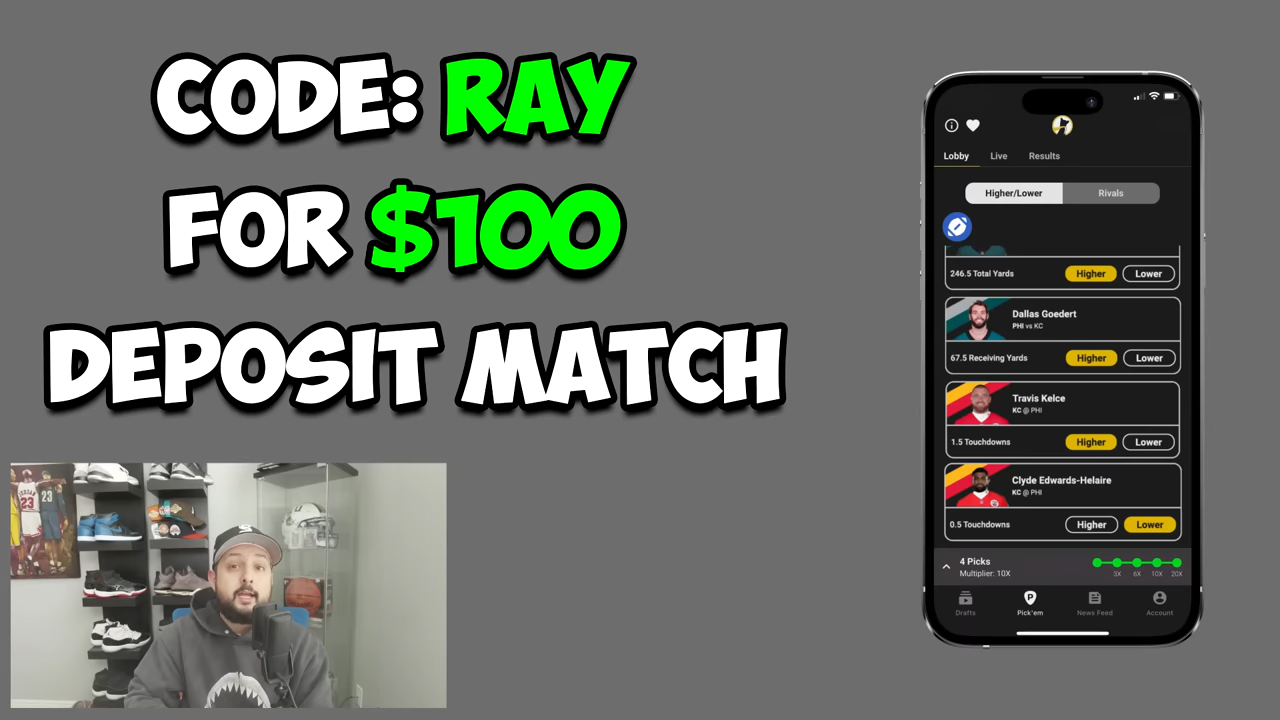 CODE: RAY
FOR $100
DEPOSIT MATCH
Lobby Live Results
Higher/Lower Rivals
246.5 Total Yards Higher Lower
Dallas Goedert
PHI vs KC
67.5 Receiving Yards Higher Lower
Travis Kelce
KC @ PHI
1.5 Touchdowns Higher Lower
Clyde Edwards-Helaire
KC @ PHI
0.5 Touchdowns Higher Lower
4 Picks
Multiplier: 10X
3X 6X 10X 20X
Drafts Pick'em News Feed Account
23
23